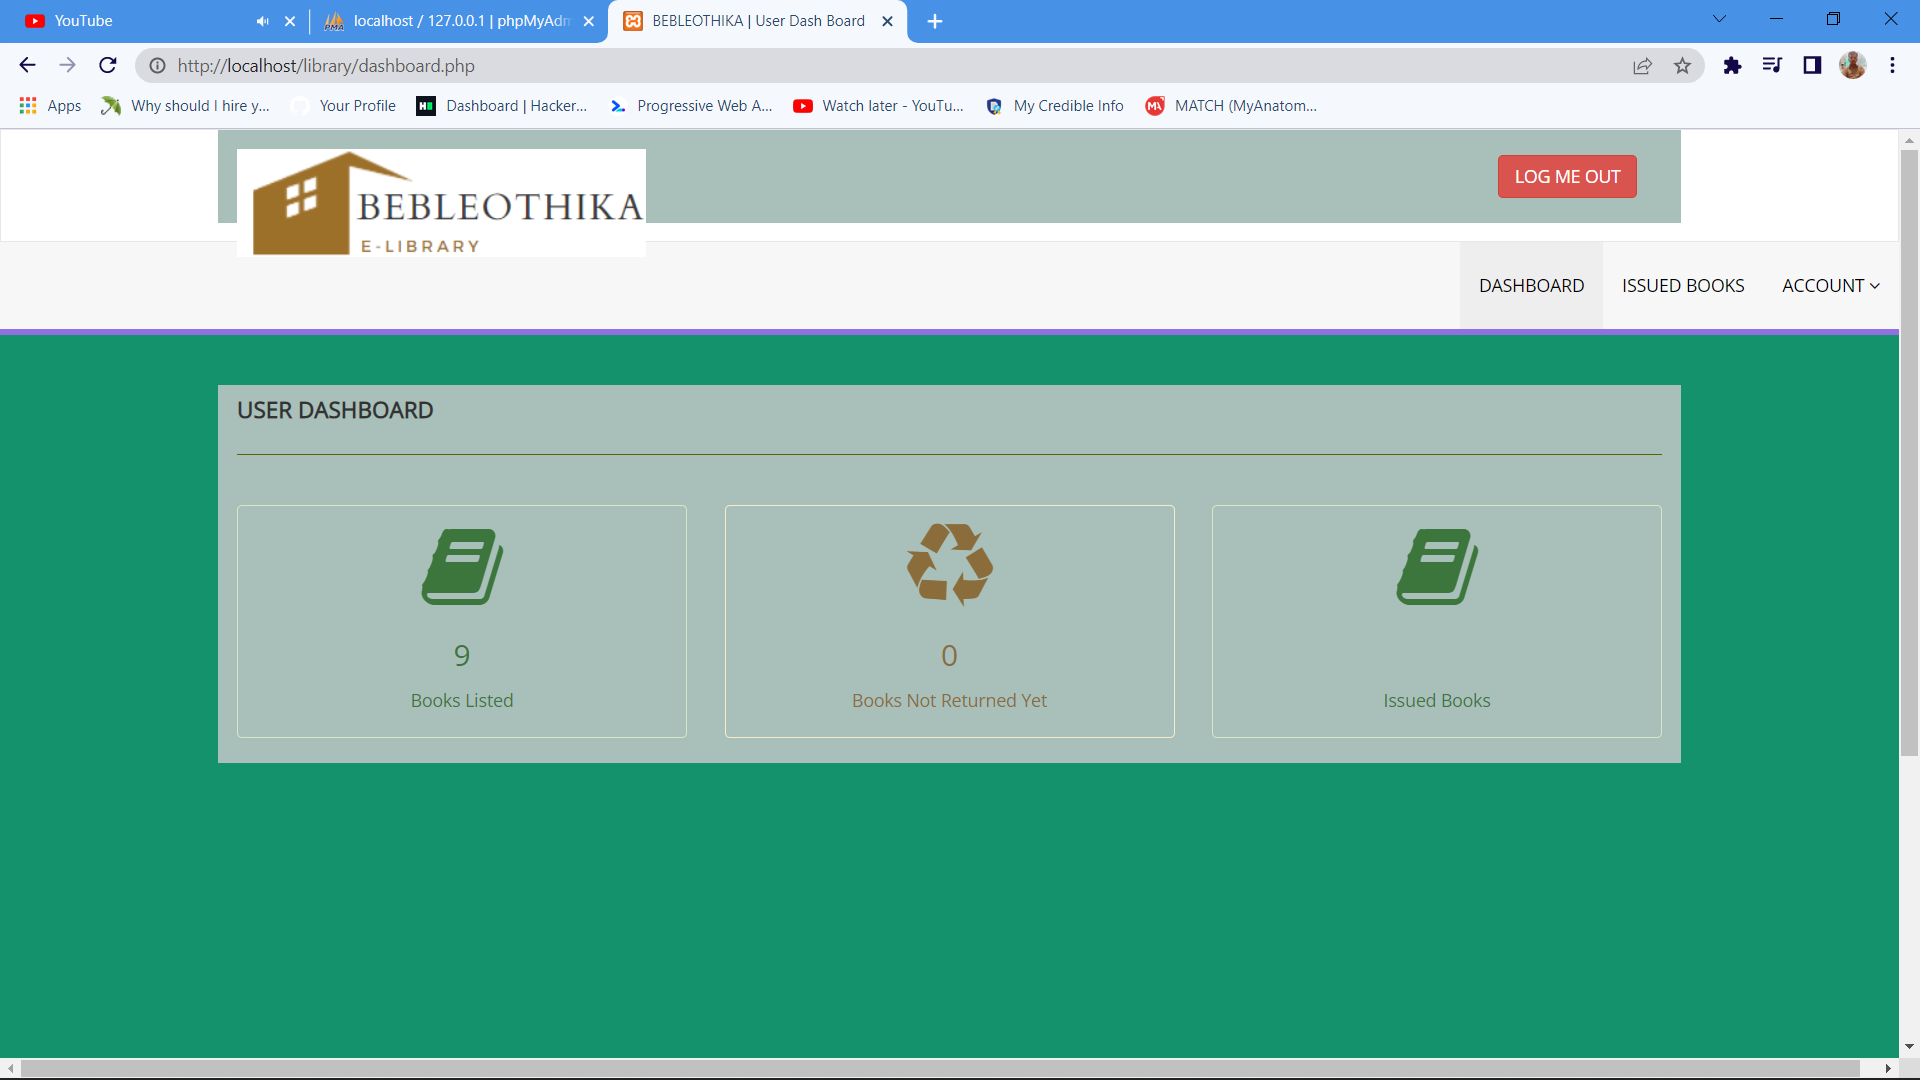 YouTube
localhost / 127.0.0.1 | phpMyAdm
BEBLEOTHIKA | User Dash Board
http://localhost/library/dashboard.php
Apps
Why should I hire y...
Your Profile
Dashboard | Hacker...
Progressive Web A...
Watch later - YouTu...
My Credible Info
MATCH (MyAnatom...
BEBLEOTHIKA
E-LIBRARY
LOG ME OUT
DASHBOARD
ISSUED BOOKS
ACCOUNT
USER DASHBOARD
9
Books Listed
0
Books Not Returned Yet
Issued Books